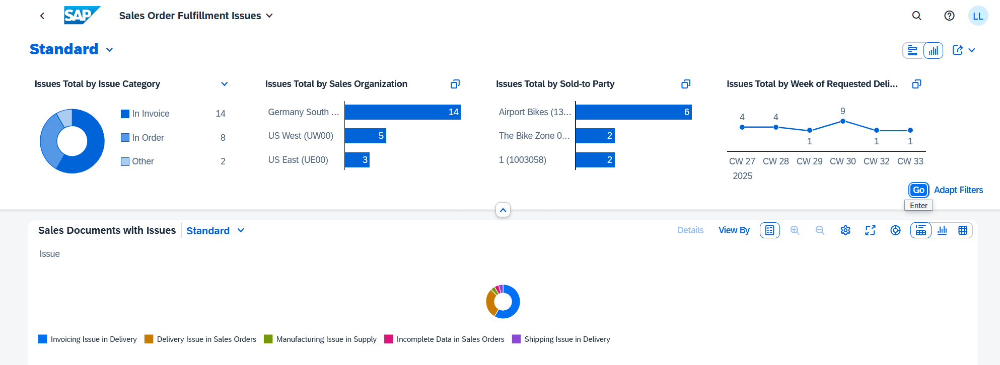 SAP
Sales Order Fulfillment Issues
LL
Standard
Issues Total by Issue Category
In Invoice 14
In Order 8
Other 2
Issues Total by Sales Organization
Germany South ... 14
US West (UW00) 5
US East (UE00) 3
Issues Total by Sold-to Party
Airport Bikes (13... 6
The Bike Zone 0... 2
1 (1003058) 2
Issues Total by Week of Requested Deli...
4 4 1 9 1 1
CW 27 CW 28 CW 29 CW 30 CW 32 CW 33
2025
Go Adapt Filters
Enter
Sales Documents with Issues Standard
Details View By
Issue
Invoicing Issue in Delivery Delivery Issue in Sales Orders Manufacturing Issue in Supply Incomplete Data in Sales Orders Shipping Issue in Delivery